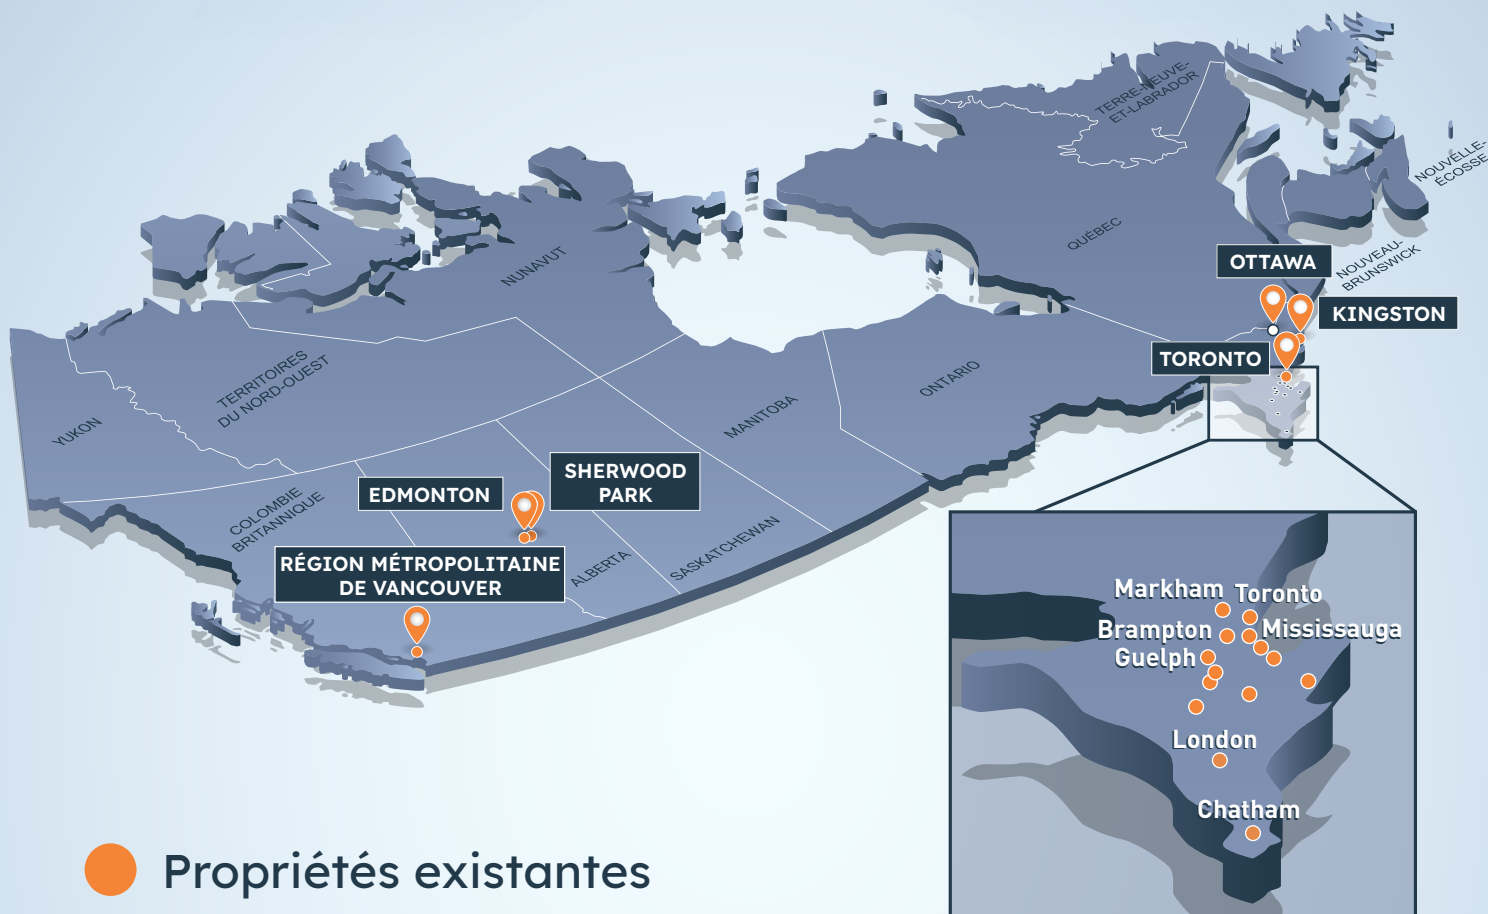 TERRE-NEUVE-
ET-LABRADOR
NOUVELLE-
ÉCOSSE
QUÉBEC
NOUVEAU-
BRUNSWICK
NUNAVUT
OTTAWA
KINGSTON
TORONTO
TERRITOIRES
DU NORD-OUEST
YUKON
ONTARIO
MANITOBA
SHERWOOD
PARK
EDMONTON
COLOMBIE
BRITANNIQUE
SASKATCHEWAN
ALBERTA
RÉGION MÉTROPOLITAINE
DE VANCOUVER
Markham
Toronto
Brampton
Mississauga
Guelph
London
Chatham
Propriétés existantes